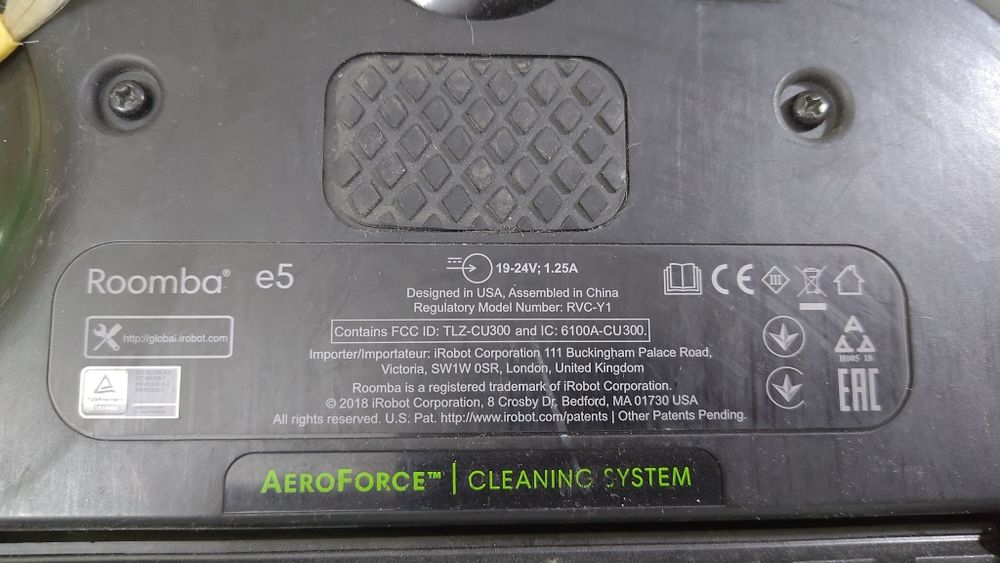 Roomba® e5
19-24V; 1.25A
Designed in USA, Assembled in China
Regulatory Model Number: RVC-Y1
Contains FCC ID: TLZ-CU300 and IC: 6100A-CU300.
Importer/Importateur: iRobot Corporation 111 Buckingham Palace Road,
Victoria, SW1W 0SR, London, United Kingdom
Roomba is a registered trademark of iRobot Corporation.
© 2018 iRobot Corporation, 8 Crosby Dr. Bedford, MA 01730 USA
All rights reserved. U.S. Pat. http://www.irobot.com/patents | Other Patents Pending.
http://global.irobot.com
CE
III
H005 18
EAC
AEROFORCE™ | CLEANING SYSTEM